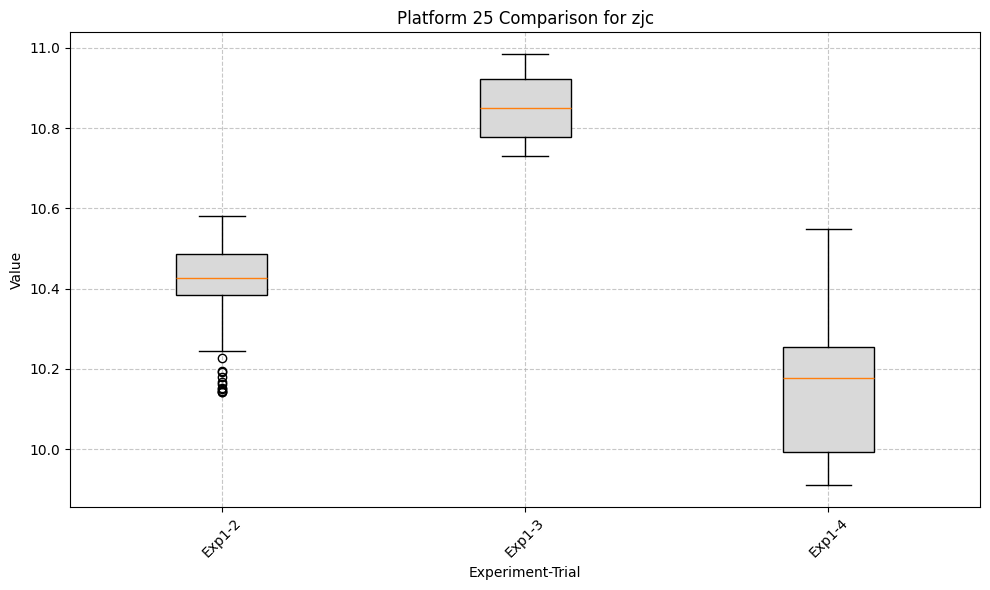 Platform 25 Comparison for zjc
Value
11.0
10.8
10.6
10.4
10.2
10.0
Exp1-2
Exp1-3
Exp1-4
Experiment-Trial